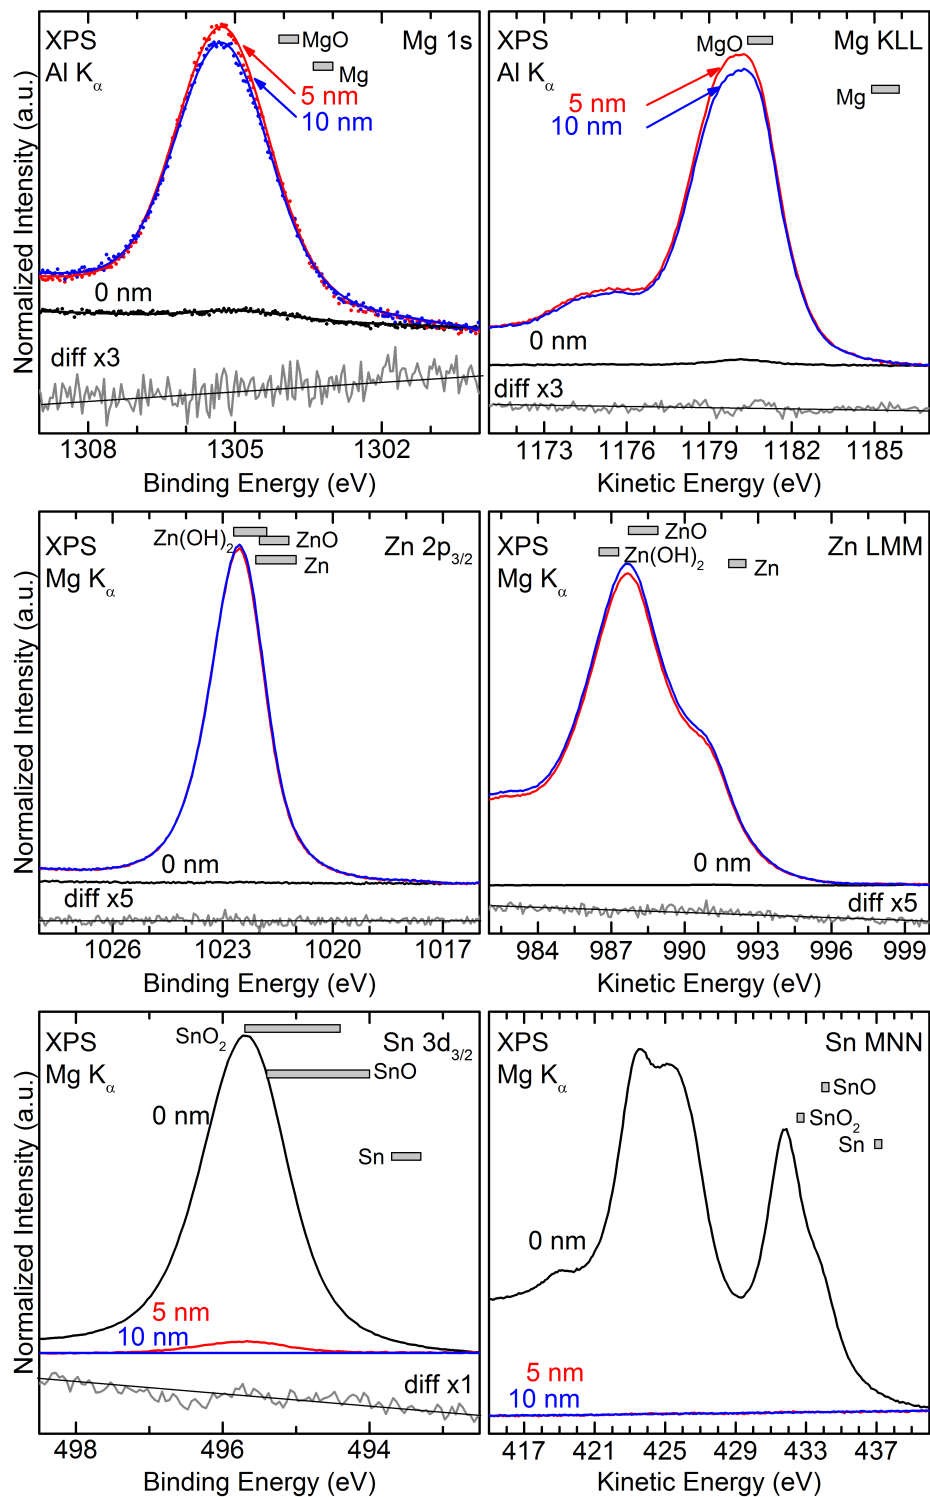 XPS
Al Kα
MgO
Mg
Mg 1s
5 nm
10 nm
0 nm
diff x3
1308 1305 1302
Binding Energy (eV)
Normalized Intensity (a.u.)
XPS
Al Kα
MgO
Mg KLL
Mg
5 nm
10 nm
0 nm
diff x3
1173 1176 1179 1182 1185
Kinetic Energy (eV)
XPS
Mg Kα
Zn(OH)2
ZnO
Zn
Zn 2p3/2
0 nm
diff x5
1026 1023 1020 1017
Binding Energy (eV)
Normalized Intensity (a.u.)
XPS
Mg Kα
ZnO
Zn(OH)2
Zn
Zn LMM
0 nm
diff x5
984 987 990 993 996 999
Kinetic Energy (eV)
XPS
Mg Kα
SnO2
SnO
Sn
Sn 3d3/2
0 nm
5 nm
10 nm
diff x1
498 496 494
Binding Energy (eV)
Normalized Intensity (a.u.)
XPS
Mg Kα
Sn MNN
SnO
SnO2
Sn
0 nm
5 nm
10 nm
417 421 425 429 433 437
Kinetic Energy (eV)